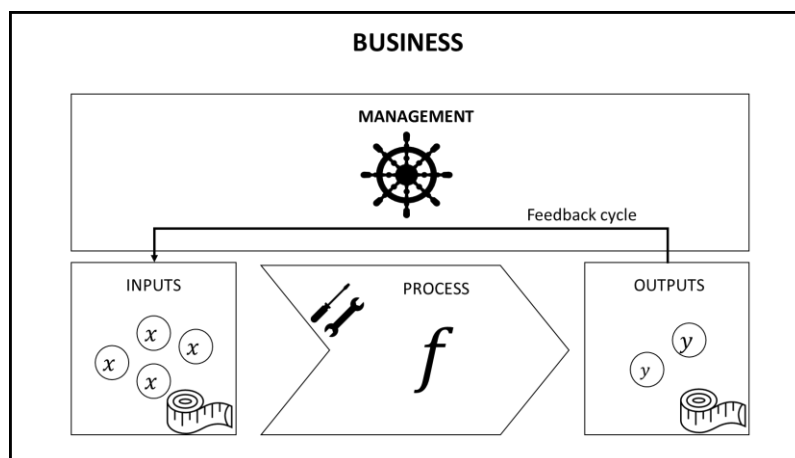 BUSINESS
MANAGEMENT
Feedback cycle
INPUTS
x
x
x
x
PROCESS
f
OUTPUTS
y
y